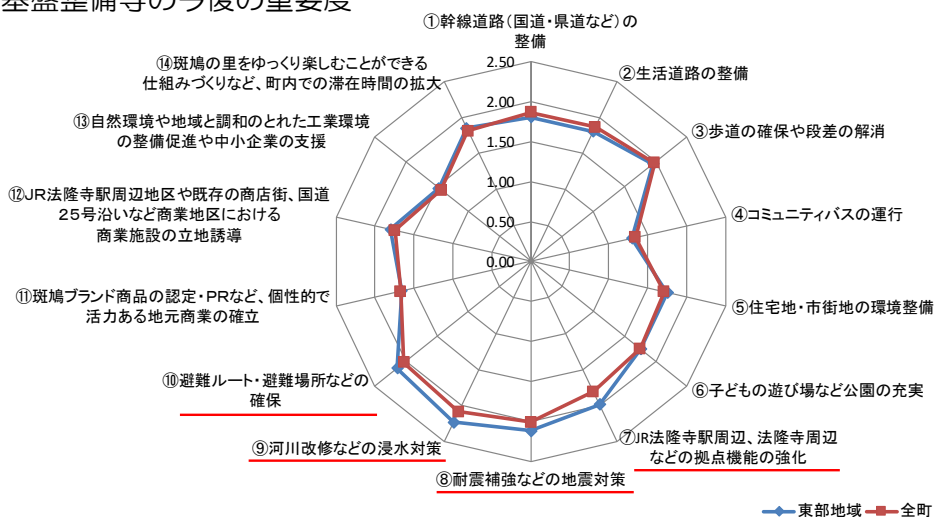 基盤整備等の今後の重要度
①幹線道路(国道・県道など)の
整備
②生活道路の整備
③歩道の確保や段差の解消
④コミュニティバスの運行
⑤住宅地・市街地の環境整備
⑥子どもの遊び場など公園の充実
⑦JR法隆寺駅周辺、法隆寺周辺
などの拠点機能の強化
⑧耐震補強などの地震対策
⑨河川改修などの浸水対策
⑩避難ルート・避難場所などの
確保
⑪斑鳩ブランド商品の認定・PRなど、個性的で
活力ある地元商業の確立
⑫JR法隆寺駅周辺地区や既存の商店街、国道
25号沿いなど商業地区における
商業施設の立地誘導
⑬自然環境や地域と調和のとれた工業環境
の整備促進や中小企業の支援
⑭斑鳩の里をゆっくり楽しむことができる
仕組みづくりなど、町内での滞在時間の拡大
2.50
2.00
1.50
1.00
0.50
0.00
東部地域
全町